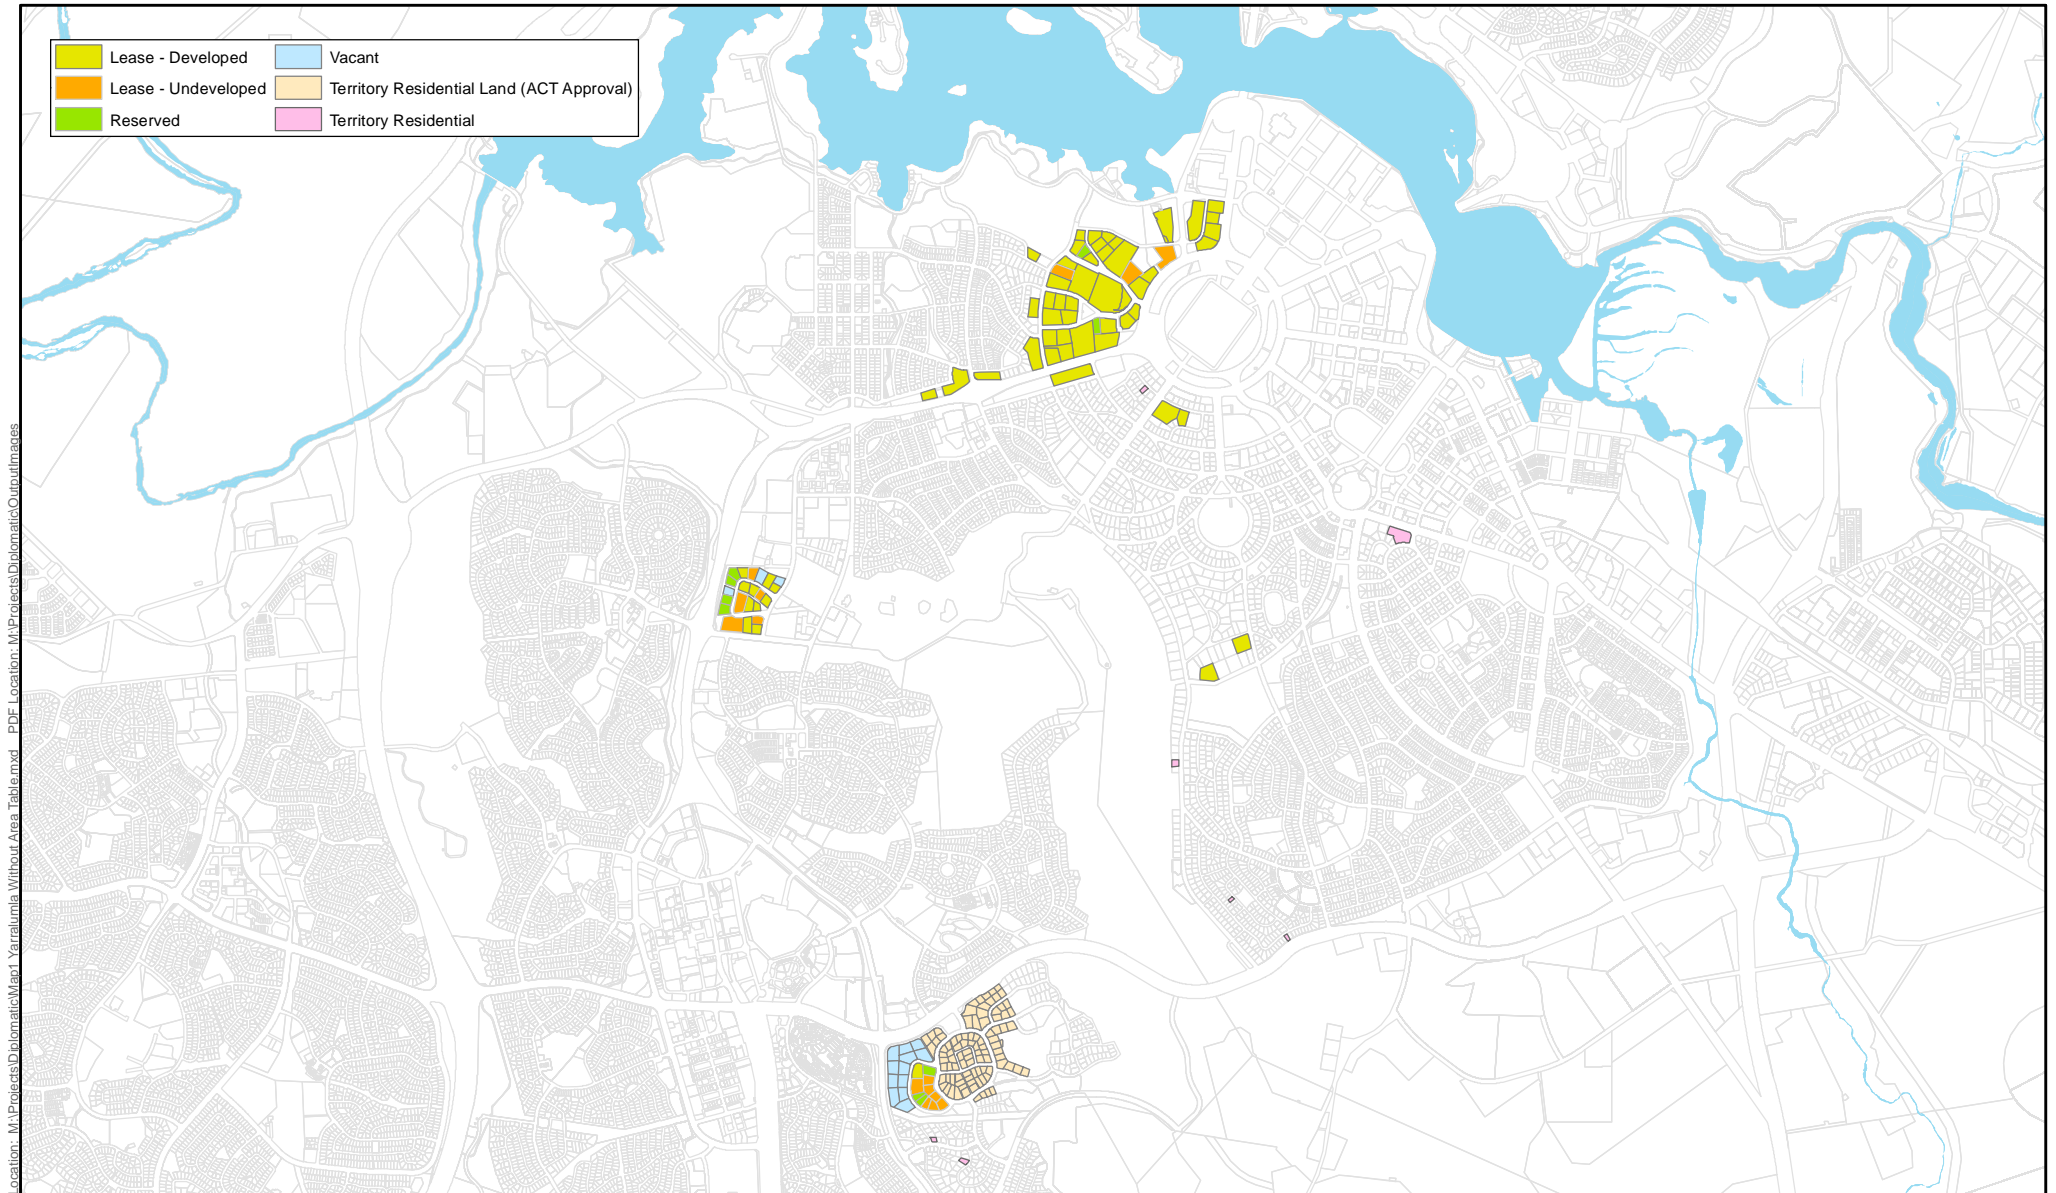 Lease - Developed
Lease - Undeveloped
Reserved
Vacant
Territory Residential Land (ACT Approval)
Territory Residential
Location: M:\Projects\Diplomatic\Map1 Yarralumla Without Area Table.mxd PDF Location: M:\Projects\Diplomatic\OutputImages